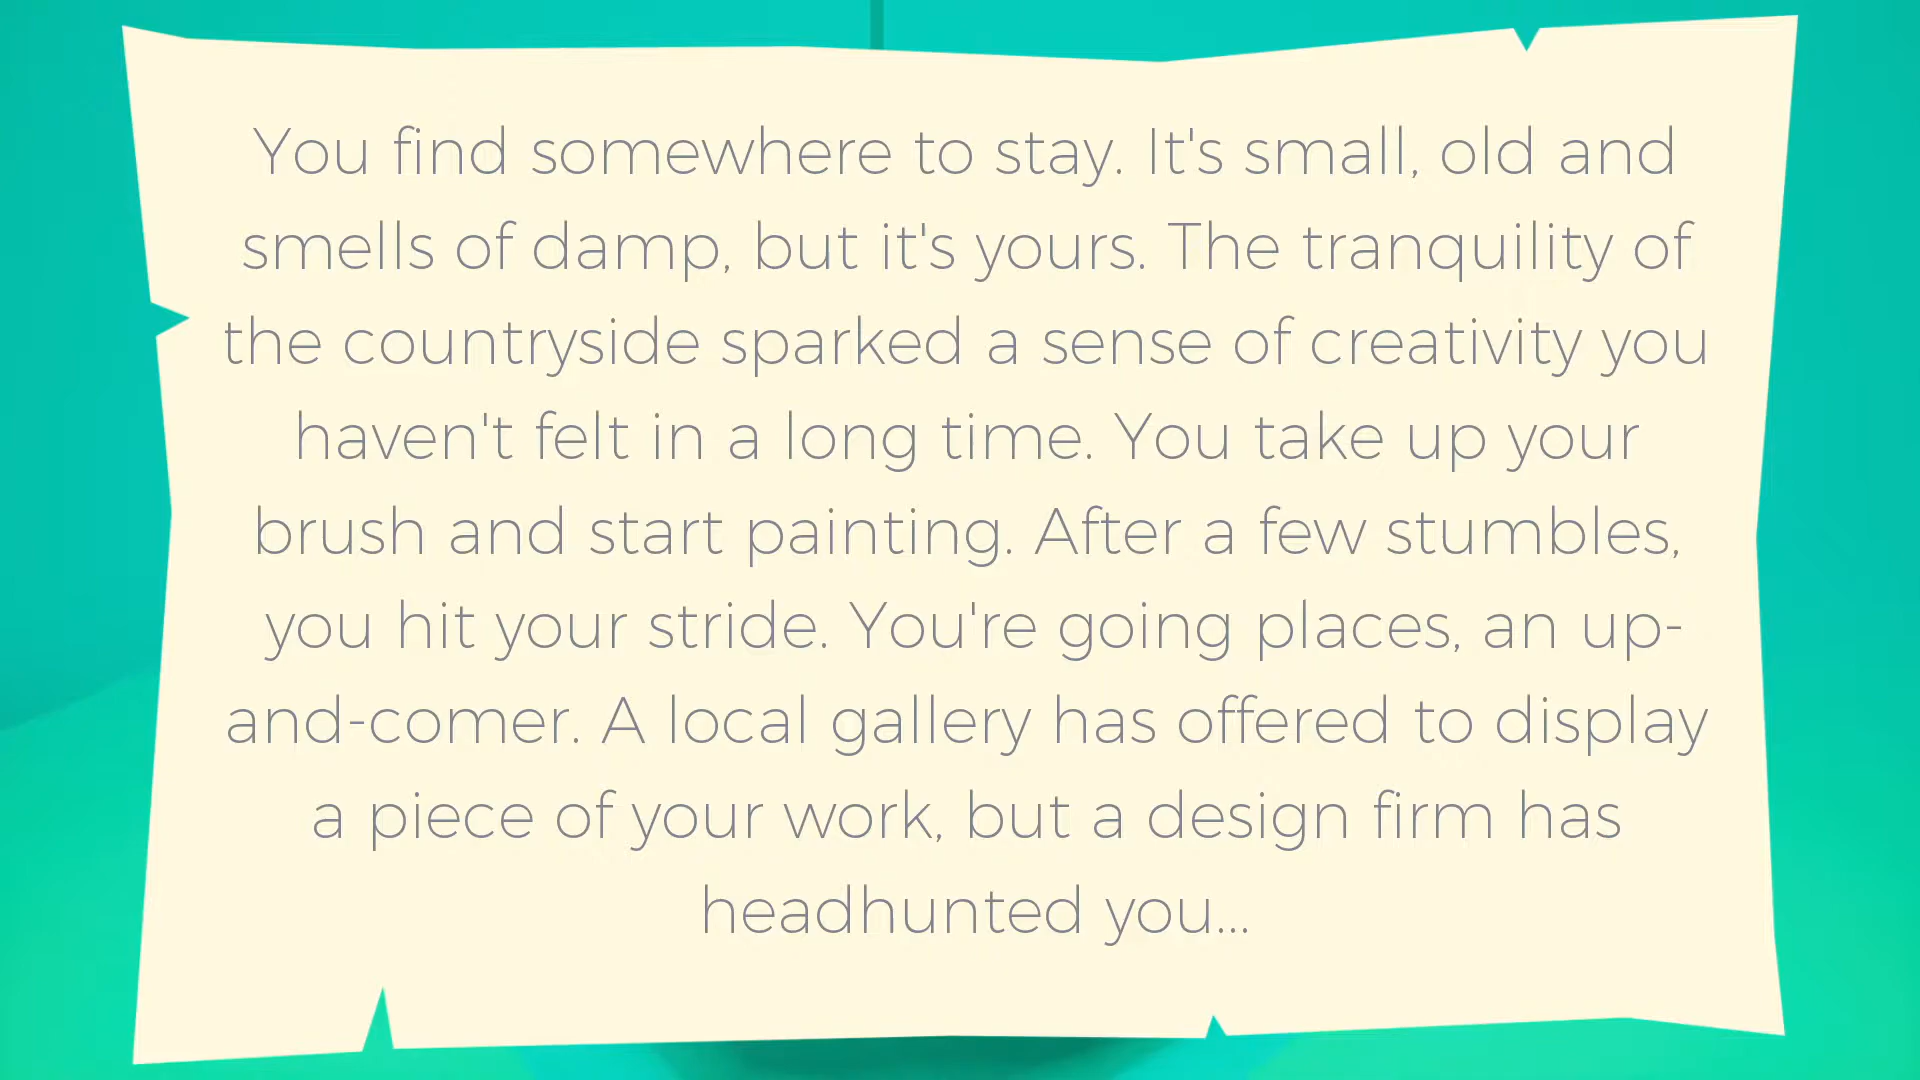 You find somewhere to stay. It's small, old and
smells of damp, but it's yours. The tranquility of
the countryside sparked a sense of creativity you
haven't felt in a long time. You take up your
brush and start painting. After a few stumbles,
you hit your stride. You're going places, an up-
and-comer. A local gallery has offered to display
a piece of your work, but a design firm has
headhunted you...